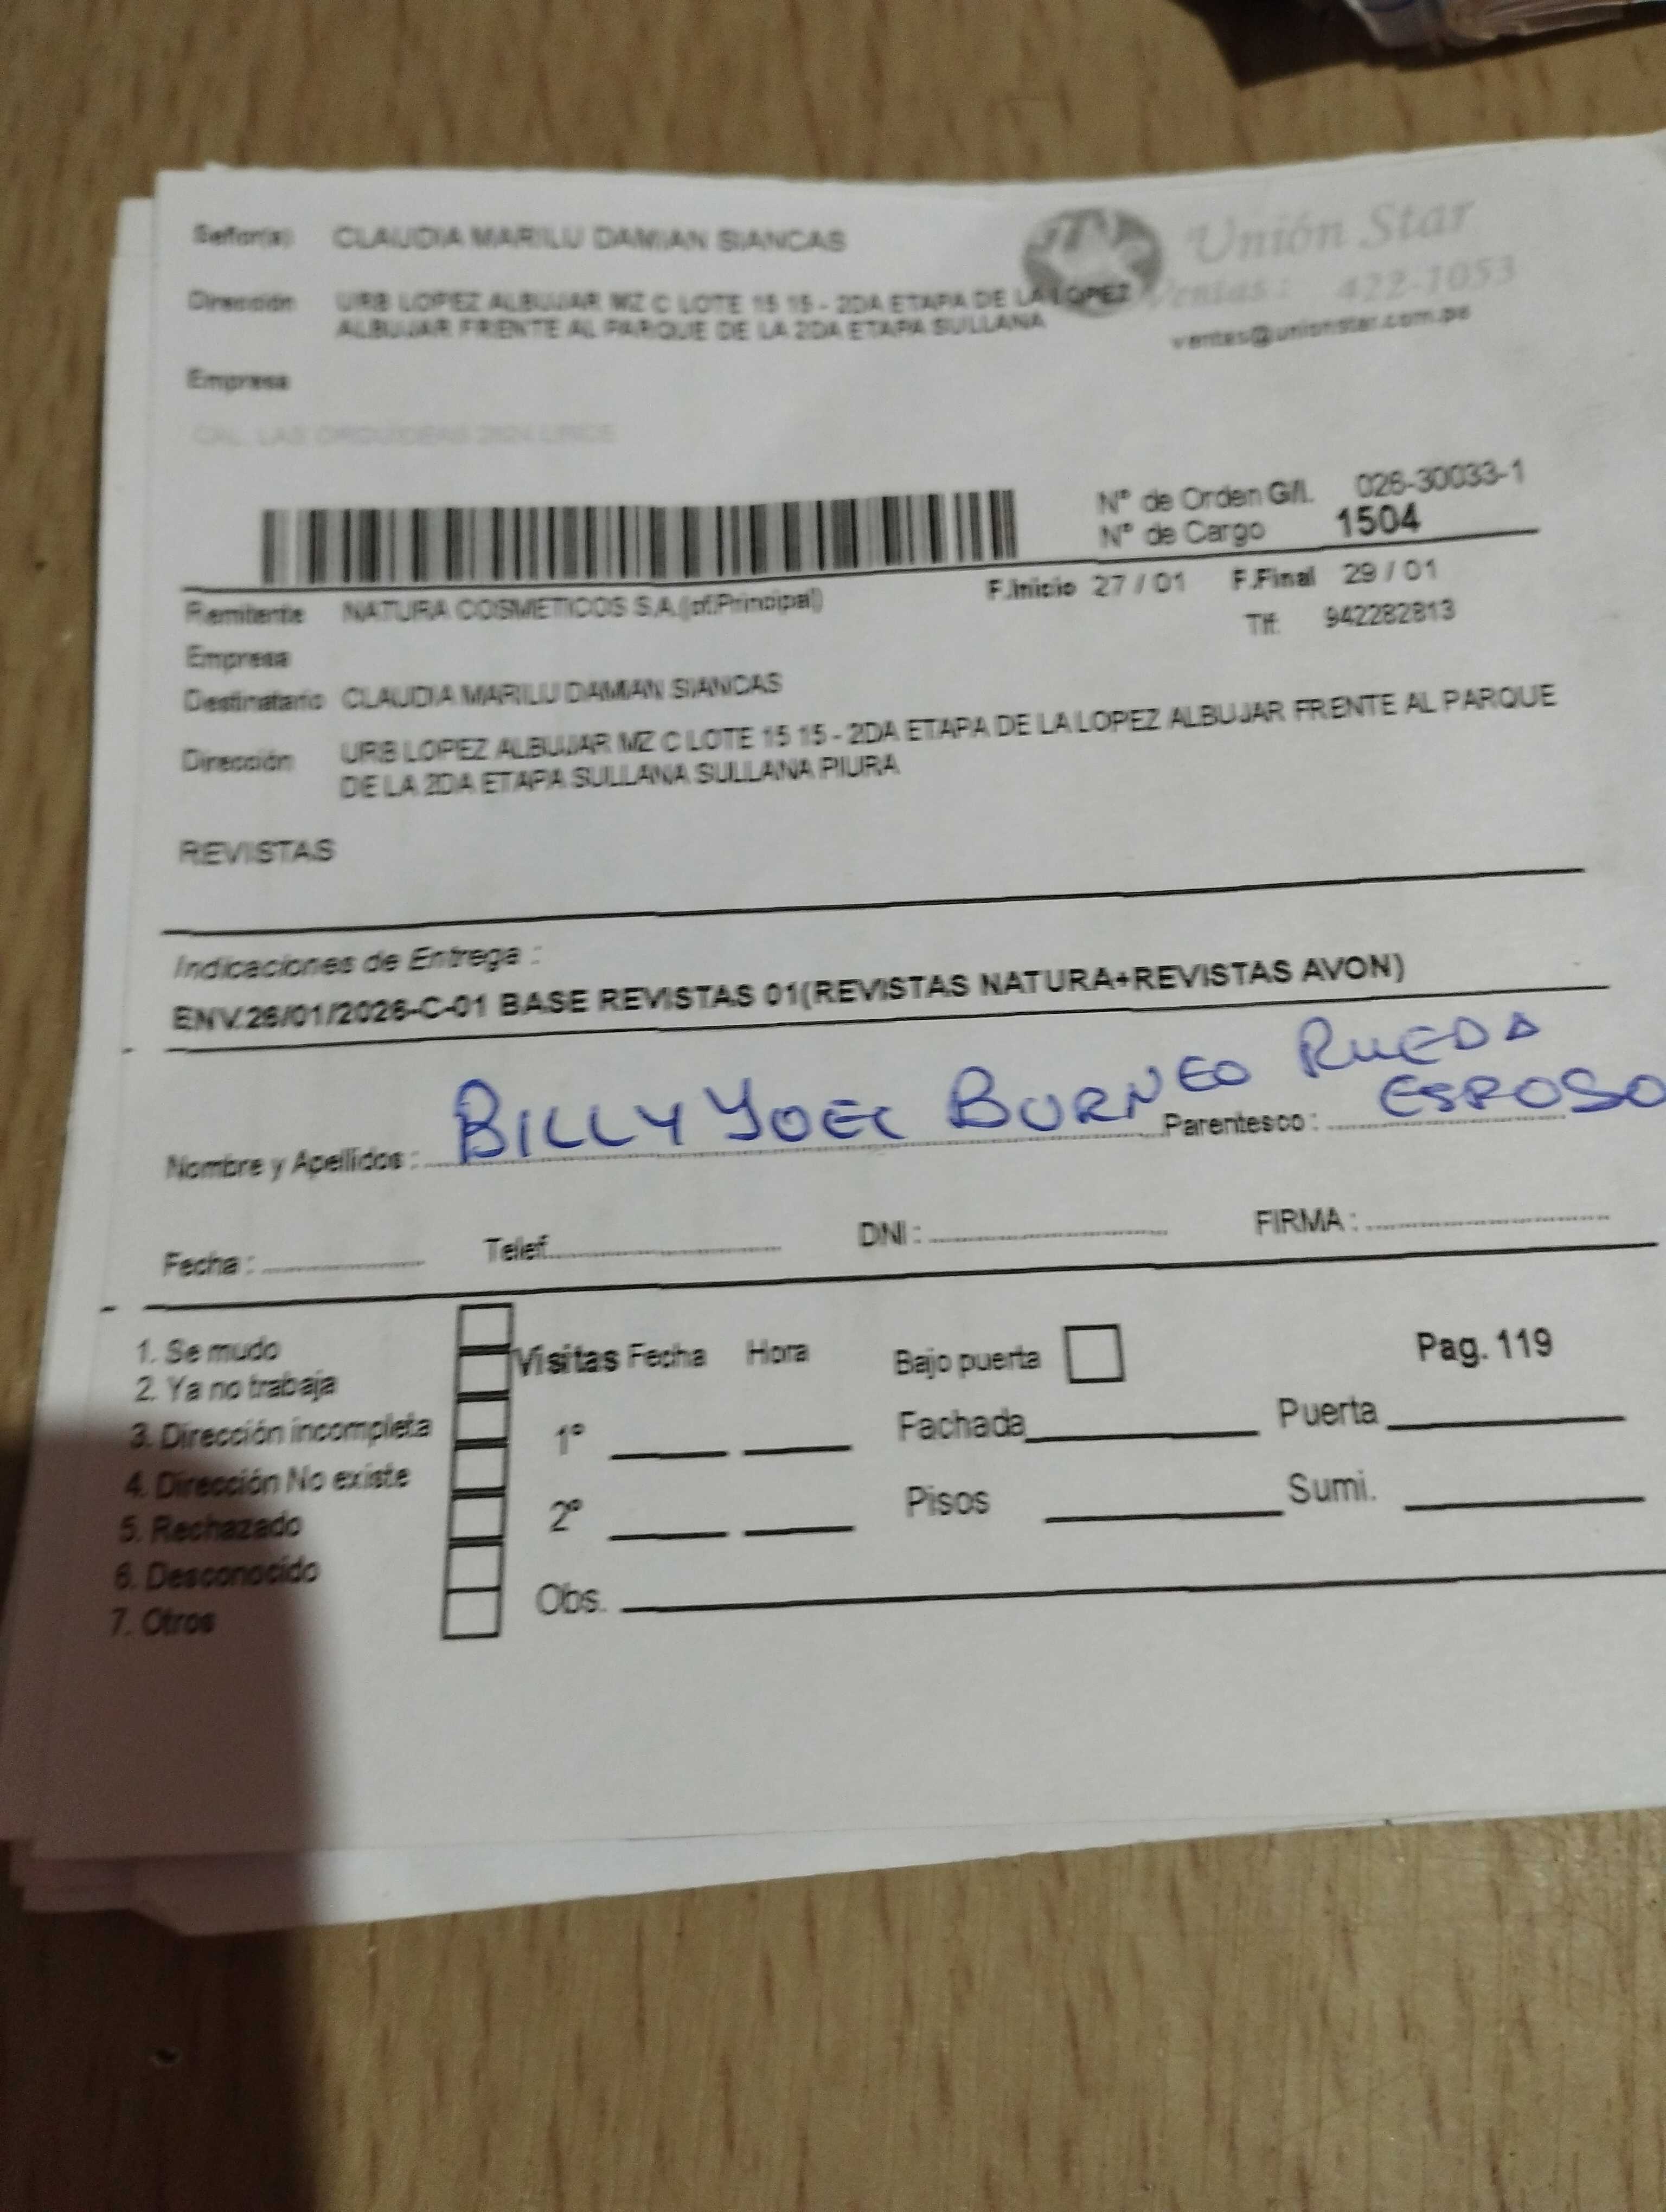 Señor(a) CLAUDIA MARILU DAMIAN SIANCAS
Unión Star
Dirección URB LOPEZ ALBUJAR MZ C LOTE 15 15 - 2DA ETAPA DE LA LOPEZ
Ventas: 422-1053
ALBUJAR FRENTE AL PARQUE DE LA 2DA ETAPA SULLANA
ventas@unionstar.com.pe
Empresa
CAL. LAS ORQUIDEAS LINCE
N° de Orden G/I. 026-30033-1
N° de Cargo 1504
F.Inicio 27 / 01 F.Final 29 / 01
Remitente NATURA COSMETICOS S.A.(of.Principal)
Tlf: 942282813
Empresa
Destinatario CLAUDIA MARILU DAMIAN SIANCAS
Dirección URB LOPEZ ALBUJAR MZ C LOTE 15 15 - 2DA ETAPA DE LA LOPEZ ALBUJAR FRENTE AL PARQUE
DE LA 2DA ETAPA SULLANA SULLANA PIURA
REVISTAS
Indicaciones de Entrega :
ENV.26/01/2026-C-01 BASE REVISTAS 01(REVISTAS NATURA+REVISTAS AVON)
Nombre y Apellidos : BILLY YOEL BURNEO RUEDA Parentesco : ESPOSO
Fecha : Telef. DNI : FIRMA :
1. Se mudo
2. Ya no trabaja
3. Dirección incompleta
4. Dirección No existe
5. Rechazado
6. Desconocido
7. Otros
Visitas Fecha Hora
1°
2°
Obs.
Bajo puerta Pag. 119
Fachada Puerta
Pisos Sumi.